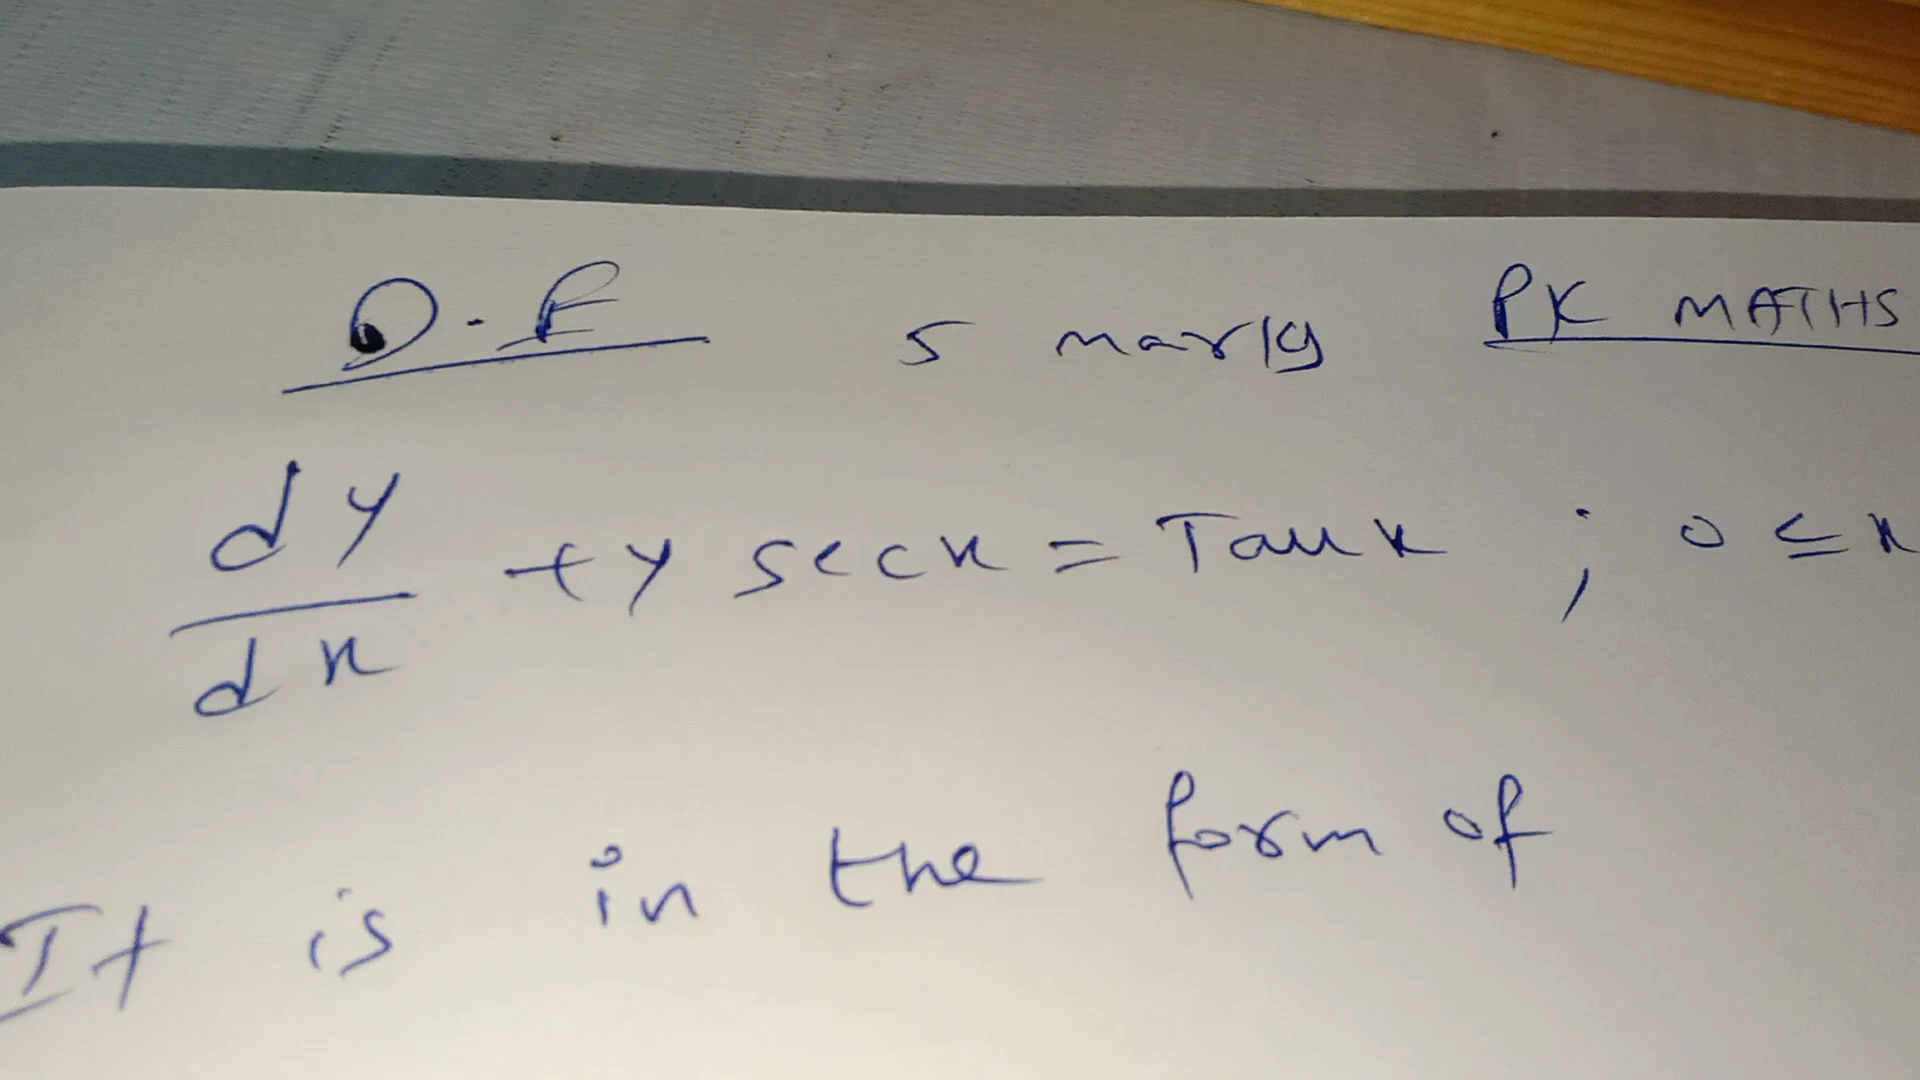 D.E 5 marks PK MATHS
dy/dx + y secx = Tanx ; 0 ≤ x
It is in the form of